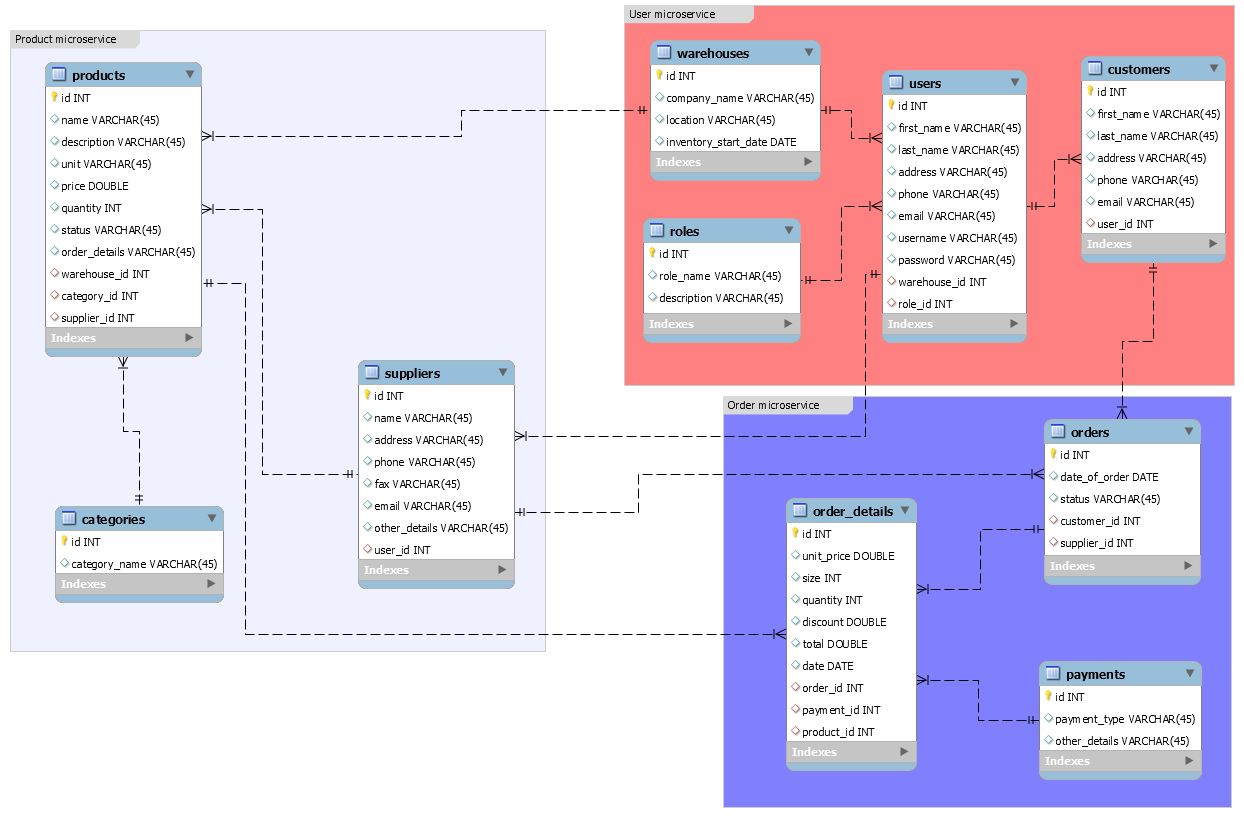 Product microservice
products
id INT
name VARCHAR(45)
description VARCHAR(45)
unit VARCHAR(45)
price DOUBLE
quantity INT
status VARCHAR(45)
order_details VARCHAR(45)
warehouse_id INT
category_id INT
supplier_id INT
Indexes
categories
id INT
category_name VARCHAR(45)
Indexes
suppliers
id INT
name VARCHAR(45)
address VARCHAR(45)
phone VARCHAR(45)
fax VARCHAR(45)
email VARCHAR(45)
other_details VARCHAR(45)
user_id INT
Indexes
User microservice
warehouses
id INT
company_name VARCHAR(45)
location VARCHAR(45)
inventory_start_date DATE
Indexes
roles
id INT
role_name VARCHAR(45)
description VARCHAR(45)
Indexes
users
id INT
first_name VARCHAR(45)
last_name VARCHAR(45)
address VARCHAR(45)
phone VARCHAR(45)
email VARCHAR(45)
username VARCHAR(45)
password VARCHAR(45)
warehouse_id INT
role_id INT
Indexes
customers
id INT
first_name VARCHAR(45)
last_name VARCHAR(45)
address VARCHAR(45)
phone VARCHAR(45)
email VARCHAR(45)
user_id INT
Indexes
Order microservice
order_details
id INT
unit_price DOUBLE
size INT
quantity INT
discount DOUBLE
total DOUBLE
date DATE
order_id INT
payment_id INT
product_id INT
Indexes
orders
id INT
date_of_order DATE
status VARCHAR(45)
customer_id INT
supplier_id INT
Indexes
payments
id INT
payment_type VARCHAR(45)
other_details VARCHAR(45)
Indexes